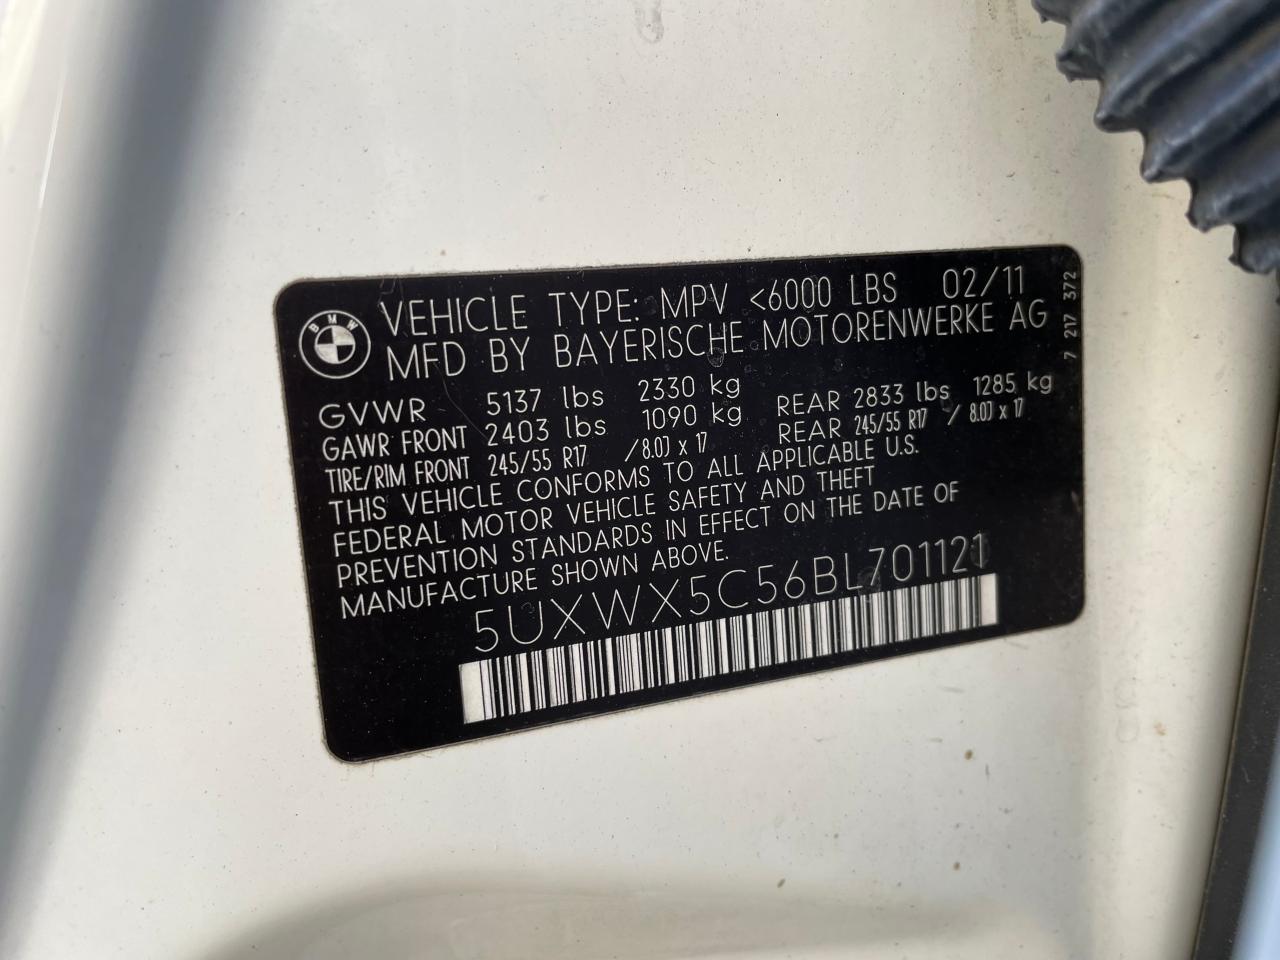 BMW
VEHICLE TYPE: MPV <6000 LBS 02/11
MFD BY BAYERISCHE MOTORENWERKE AG
7 217 372
GVWR 5137 lbs 2330 kg
GAWR FRONT 2403 lbs 1090 kg REAR 2833 lbs 1285 kg
TIRE/RIM FRONT 245/55 R17 / 8.0J x 17 REAR 245/55 R17 / 8.0J x 17
THIS VEHICLE CONFORMS TO ALL APPLICABLE U.S.
FEDERAL MOTOR VEHICLE SAFETY AND THEFT
PREVENTION STANDARDS IN EFFECT ON THE DATE OF
MANUFACTURE SHOWN ABOVE.
5UXWX5C56BL701121